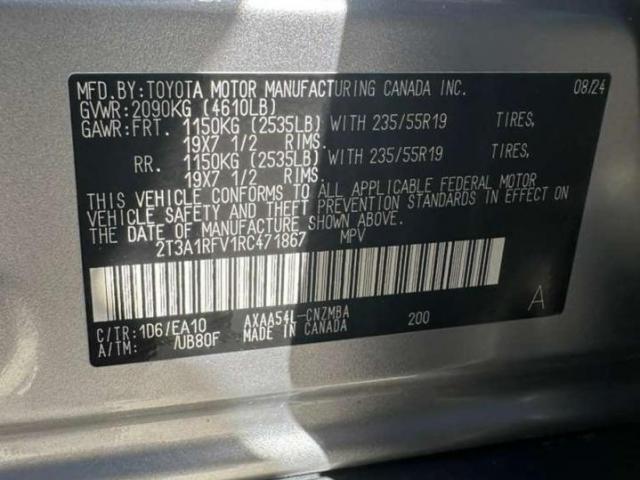 MFD.BY:TOYOTA MOTOR MANUFACTURING CANADA INC. 08/24
GVWR:2090KG (4610LB)
GAWR:FRT. 1150KG (2535LB) WITH 235/55R19 TIRES,
19X7 1/2 RIMS.
RR. 1150KG (2535LB) WITH 235/55R19 TIRES,
19X7 1/2 RIMS.
THIS VEHICLE CONFORMS TO ALL APPLICABLE FEDERAL MOTOR
VEHICLE SAFETY AND THEFT PREVENTION STANDARDS IN EFFECT ON
THE DATE OF MANUFACTURE SHOWN ABOVE.
2T3A1RFV1RC471867 MPV
A
C/TR:1D6/EA10 AXAA54L-CNZMBA 200
A/TM: /UB80F MADE IN CANADA